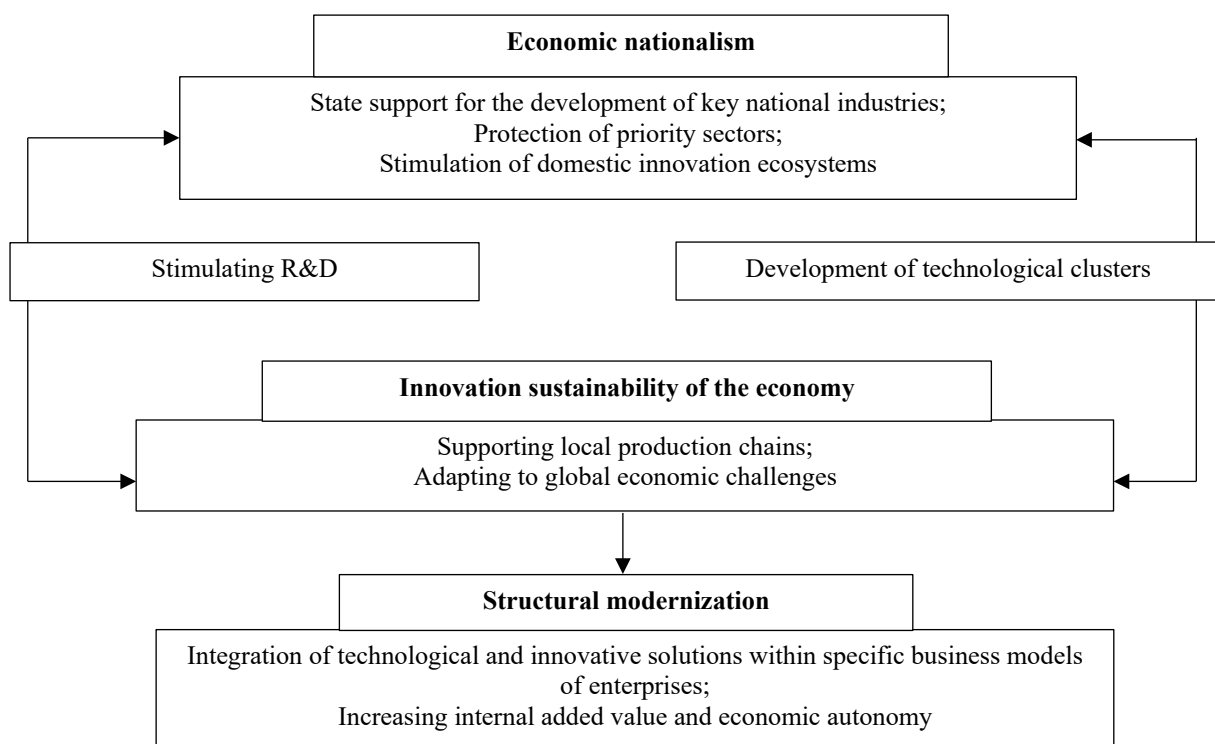 Economic nationalism
State support for the development of key national industries;
Protection of priority sectors;
Stimulation of domestic innovation ecosystems
Stimulating R&D
Development of technological clusters
Innovation sustainability of the economy
Supporting local production chains;
Adapting to global economic challenges
Structural modernization
Integration of technological and innovative solutions within specific business models
of enterprises;
Increasing internal added value and economic autonomy